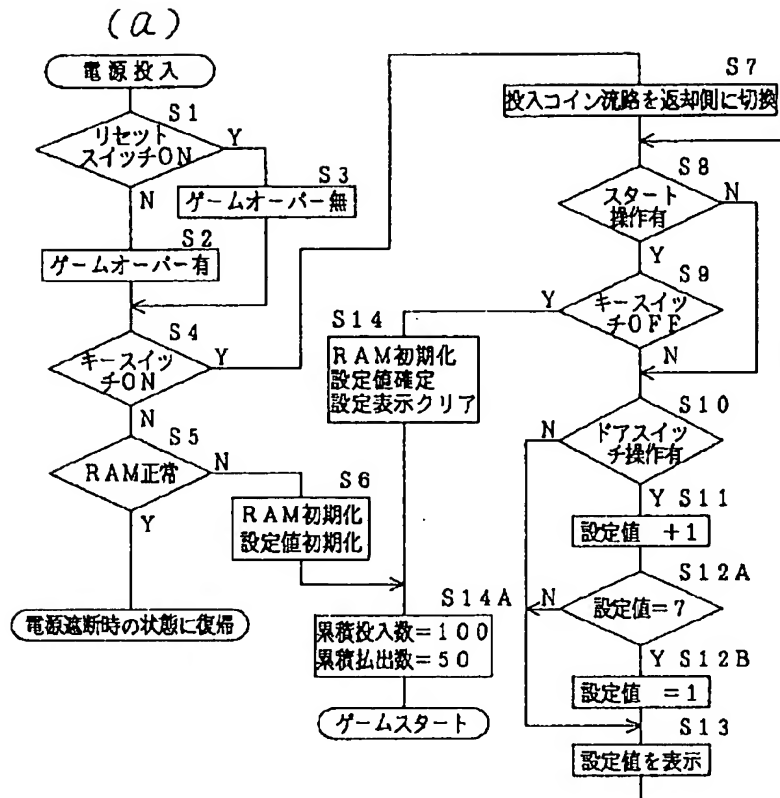 (a)
電源投入
S1
リセット
スイッチON
Y
N
S3
ゲームオーバー無
S2
ゲームオーバー有
S4
キースイッ
チON
Y
N
S5
RAM正常
N
Y
S6
RAM初期化
設定値初期化
電源遮断時の状態に復帰
S14
RAM初期化
設定値確定
設定表示クリア
S14A
累積投入数=100
累積払出数=50
ゲームスタート
S7
投入コイン流路を返却側に切換
S8
スタート
操作有
N
Y
S9
キースイッ
チOFF
Y
N
S10
ドアスイッ
チ操作有
N
Y S11
設定値 +1
S12A
設定値=7
N
Y S12B
設定値 =1
S13
設定値を表示